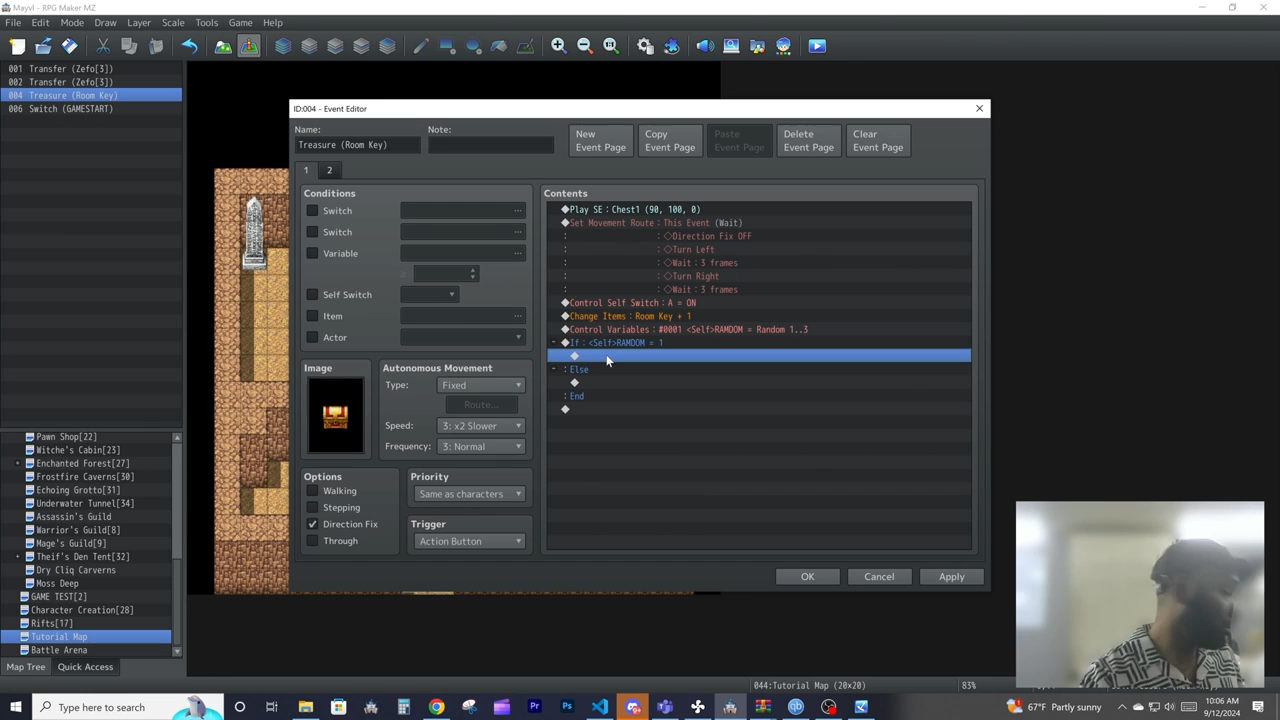 Mayvl - RPG Maker MZ
File Edit Mode Draw Layer Scale Tools Game Help
001 Transfer (Zefo[3])
002 Transfer (Zefo[3])
004 Treasure (Room Key)
006 Switch (GAMESTART)
ID:004 - Event Editor
Name:
Note:
Treasure (Room Key)
New Event Page
Copy Event Page
Paste Event Page
Delete Event Page
Clear Event Page
1 2
Conditions
Switch
Switch
Variable
≥
Self Switch
Item
Actor
Image
Autonomous Movement
Type: Fixed
Route...
Speed: 3: x2 Slower
Frequency: 3: Normal
Options
Walking
Stepping
Direction Fix
Through
Priority
Same as characters
Trigger
Action Button
Contents
◆Play SE：Chest1 (90, 100, 0)
◆Set Movement Route：This Event (Wait)
: ：◇Direction Fix OFF
: ：◇Turn Left
: ：◇Wait：3 frames
: ：◇Turn Right
: ：◇Wait：3 frames
◆Control Self Switch：A = ON
◆Change Items：Room Key + 1
◆Control Variables：#0001 <Self>RAMDOM = Random 1..3
◆If：<Self>RAMDOM = 1
◆
: Else
◆
: End
◆
OK Cancel Apply
Pawn Shop[22]
Witche's Cabin[23]
Enchanted Forest[27]
Frostfire Caverns[30]
Echoing Grotto[31]
Underwater Tunnel[34]
Assassin's Guild
Warrior's Guild[8]
Mage's Guild[9]
Theif's Den Tent[32]
Dry Cliq Carverns
Moss Deep
GAME TEST[2]
Character Creation[28]
Rifts[17]
Tutorial Map
Battle Arena
Map Tree Quick Access
044:Tutorial Map (20x20)
83%
Type here to search
67°F Partly sunny
10:06 AM
9/12/2024